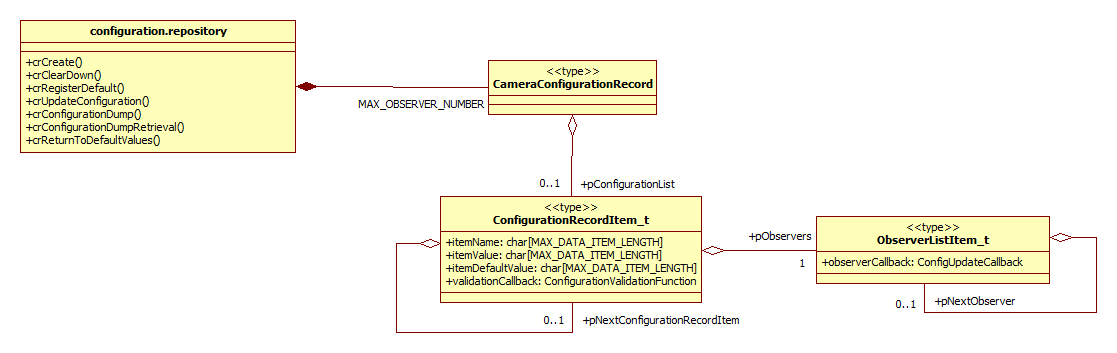 configuration.repository
+crCreate()
+crClearDown()
+crRegisterDefault()
+crUpdateConfiguration()
+crConfigurationDump()
+crConfigurationDumpRetrieval()
+crReturnToDefaultValues()
<<type>>
CameraConfigurationRecord
MAX_OBSERVER_NUMBER
0..1
+pConfigurationList
<<type>>
ConfigurationRecordItem_t
+itemName: char[MAX_DATA_ITEM_LENGTH]
+itemValue: char[MAX_DATA_ITEM_LENGTH]
+itemDefaultValue: char[MAX_DATA_ITEM_LENGTH]
+validationCallback: ConfigurationValidationFunction
+pObservers
1
<<type>>
ObserverListItem_t
+observerCallback: ConfigUpdateCallback
0..1
+pNextObserver
0..1
+pNextConfigurationRecordItem